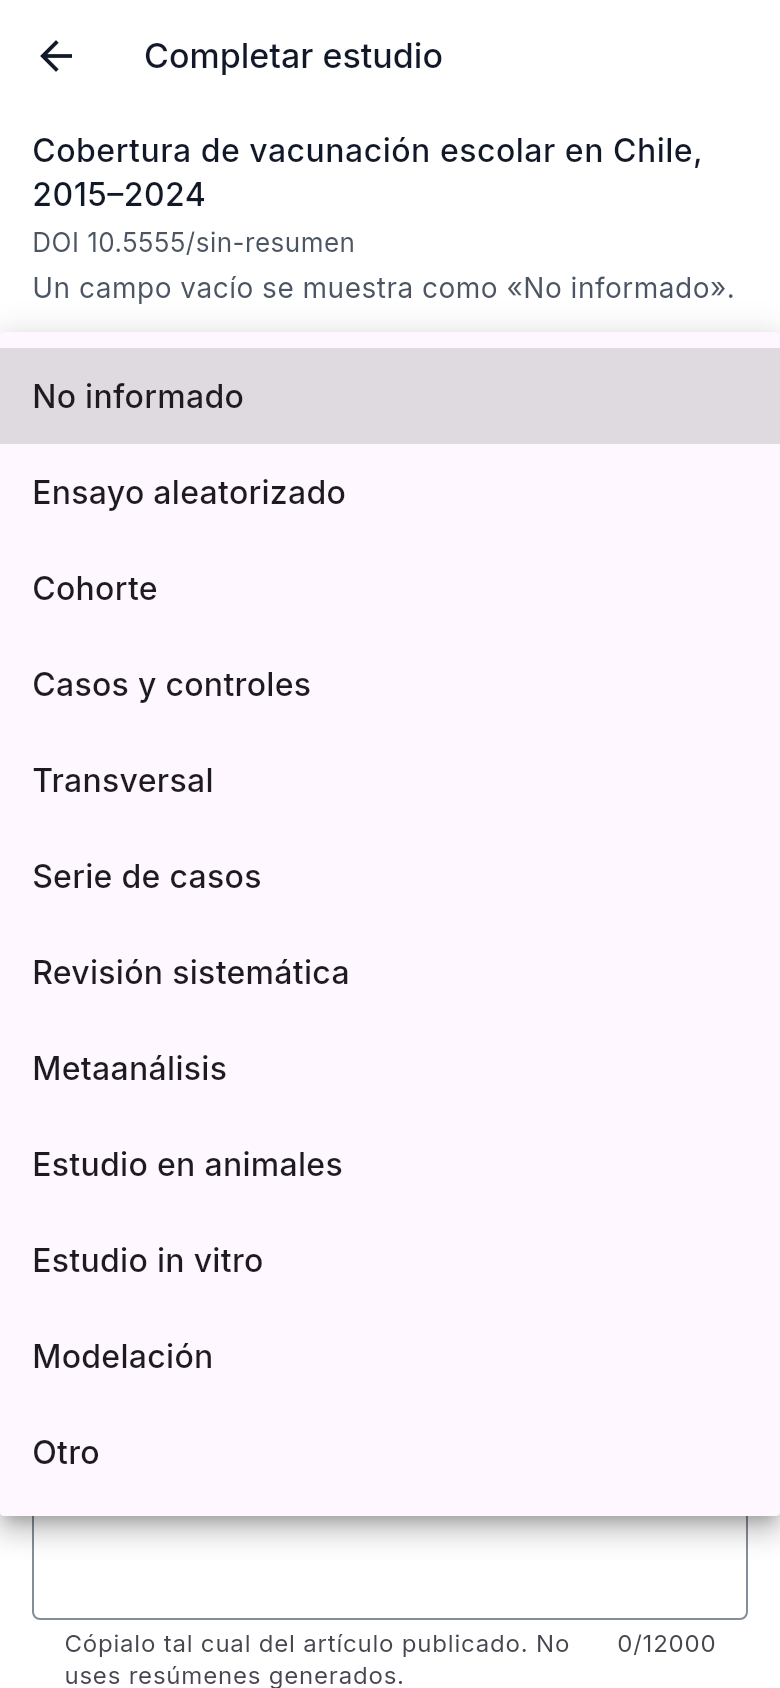 Completar estudio
Cobertura de vacunación escolar en Chile,
2015–2024
DOI 10.5555/sin-resumen
Un campo vacío se muestra como «No informado».
No informado
Ensayo aleatorizado
Cohorte
Casos y controles
Transversal
Serie de casos
Revisión sistemática
Metaanálisis
Estudio en animales
Estudio in vitro
Modelación
Otro
Cópialo tal cual del artículo publicado. No
uses resúmenes generados.
0/12000